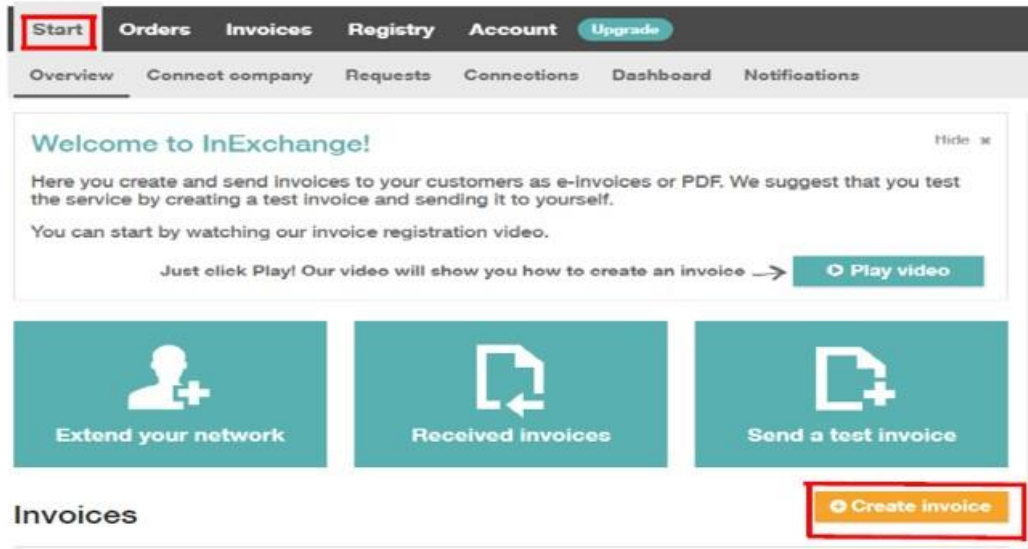 Start Orders Invoices Registry Account Upgrade
Overview Connect company Requests Connections Dashboard Notifications
Welcome to InExchange!
Hide ×
Here you create and send invoices to your customers as e-invoices or PDF. We suggest that you test
the service by creating a test invoice and sending it to yourself.
You can start by watching our invoice registration video.
Just click Play! Our video will show you how to create an invoice
Play video
Extend your network
Received invoices
Send a test invoice
Invoices
Create invoice